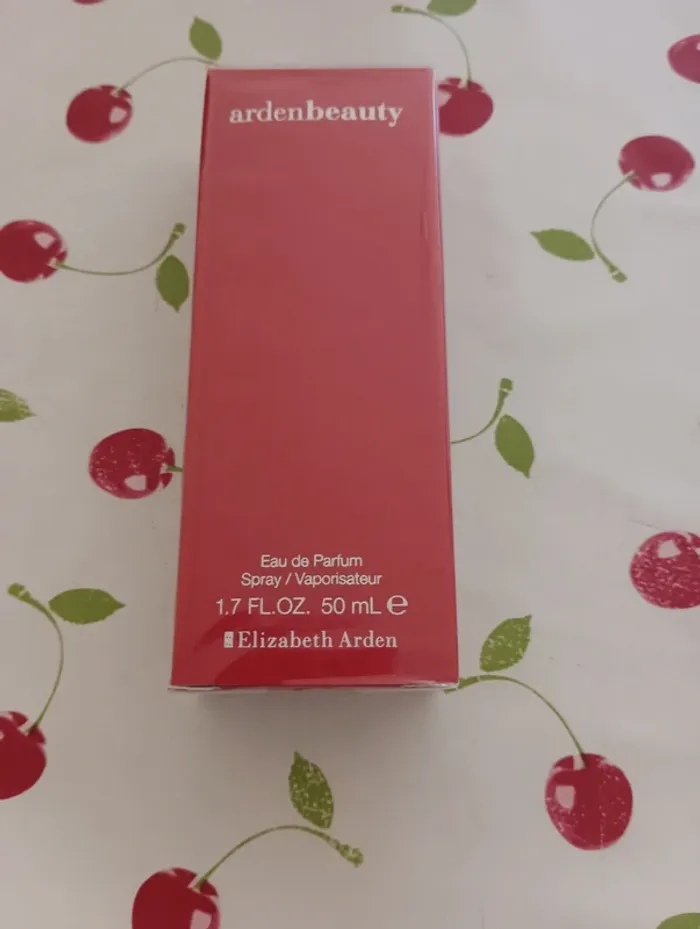 ardenbeauty
Eau de Parfum
Spray / Vaporisateur
1.7 FL.OZ. 50 mL ℮
Elizabeth Arden